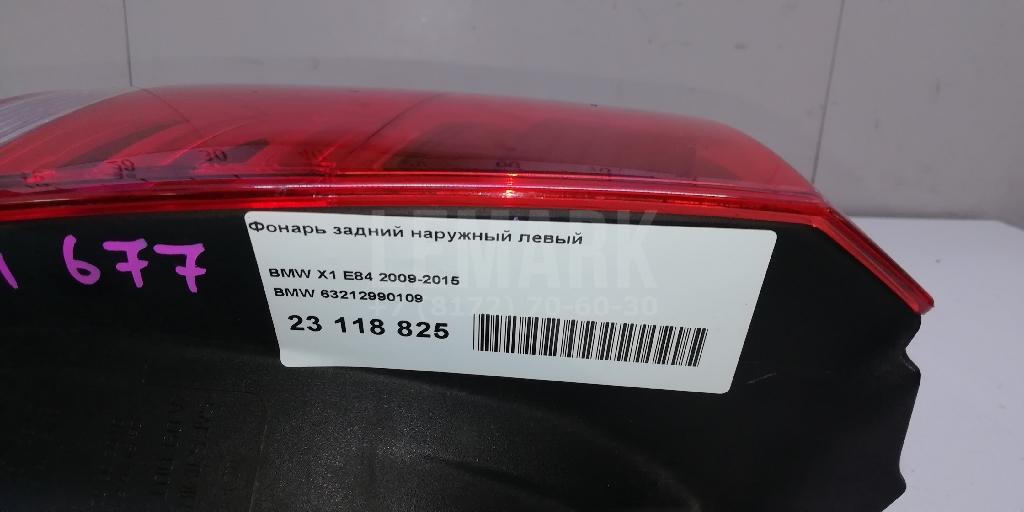 677
Фонарь задний наружный левый
LEMARK
BMW X1 E84 2009-2015
BMW 63212990109
(8172) 70-60-30
23 118 825